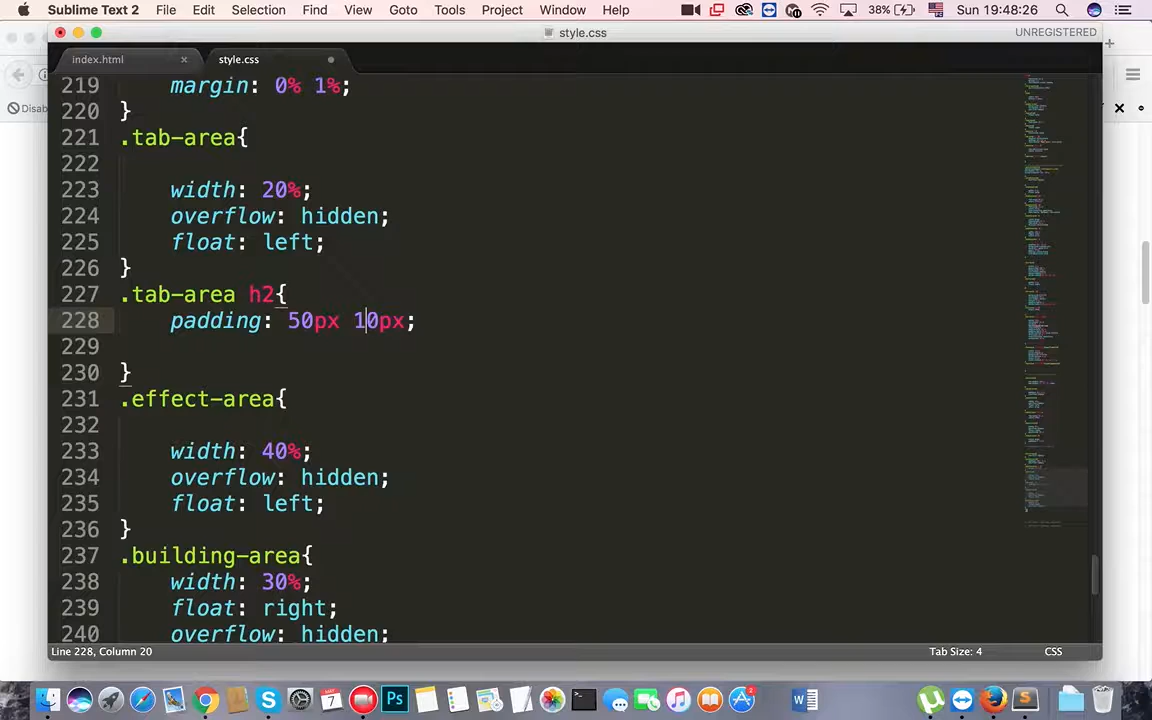 Sublime Text 2 File Edit Selection Find View Goto Tools Project Window Help 38% Sun 19:48:26
style.css UNREGISTERED
index.html style.css
Disab
219 margin: 0% 1%;
220 }
221 .tab-area{
222
223 width: 20%;
224 overflow: hidden;
225 float: left;
226 }
227 .tab-area h2{
228 padding: 50px 10px;
229
230 }
231 .effect-area{
232
233 width: 40%;
234 overflow: hidden;
235 float: left;
236 }
237 .building-area{
238 width: 30%;
239 float: right;
240 overflow: hidden;
Line 228, Column 20 Tab Size: 4 CSS